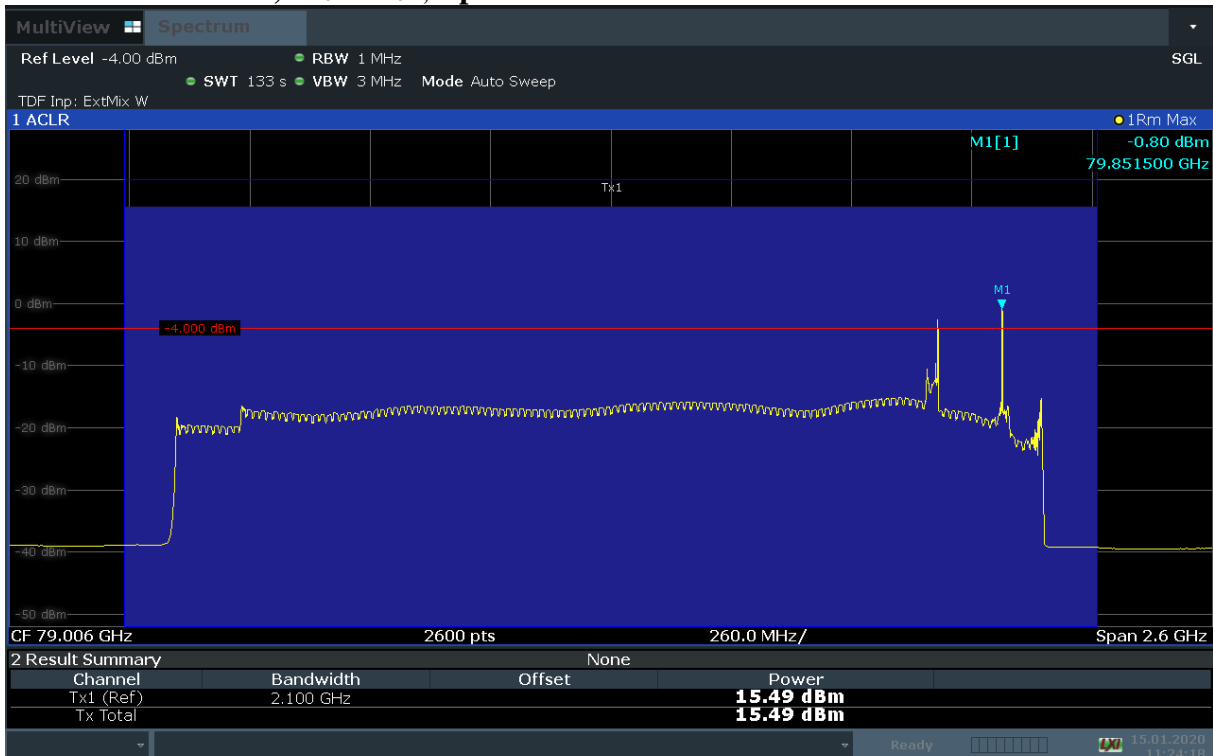 MultiView Spectrum
Ref Level -4.00 dBm RBW 1 MHz SGL
SWT 133 s VBW 3 MHz Mode Auto Sweep
TDF Inp: ExtMix W
1 ACLR 1Rm Max
M1[1] -0.80 dBm
79.851500 GHz
20 dBm
Tx1
10 dBm
M1
0 dBm
-4.000 dBm
-10 dBm
-20 dBm
-30 dBm
-40 dBm
-50 dBm
CF 79.006 GHz 2600 pts 260.0 MHz/ Span 2.6 GHz
2 Result Summary None
Channel Bandwidth Offset Power
Tx1 (Ref) 2.100 GHz 15.49 dBm
Tx Total 15.49 dBm
Ready LXI 15.01.2020
11:24:18